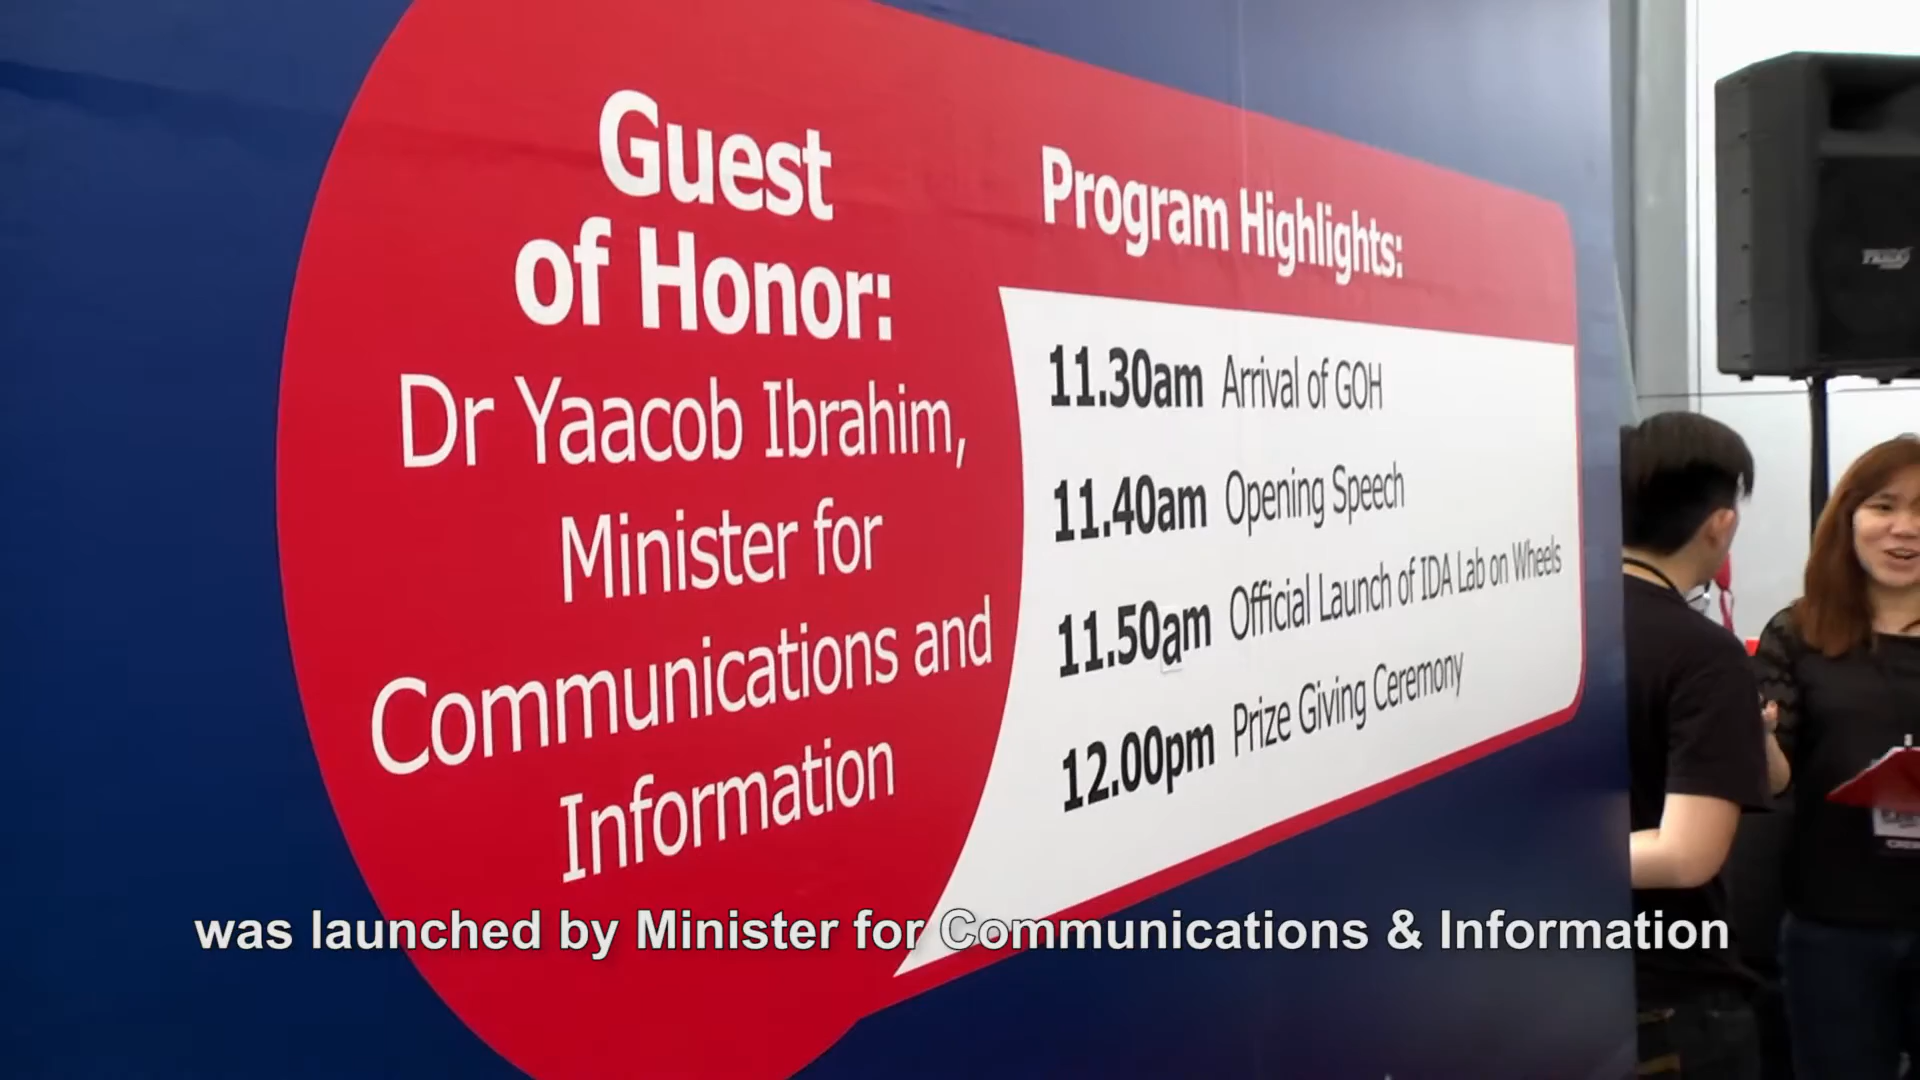 Guest
of Honor:
Dr Yaacob Ibrahim,
Minister for
Communications and
Information
Program Highlights:
11.30am Arrival of GOH
11.40am Opening Speech
11.50am Official Launch of IDA Lab on Wheels
12.00pm Prize Giving Ceremony
was launched by Minister for Communications & Information